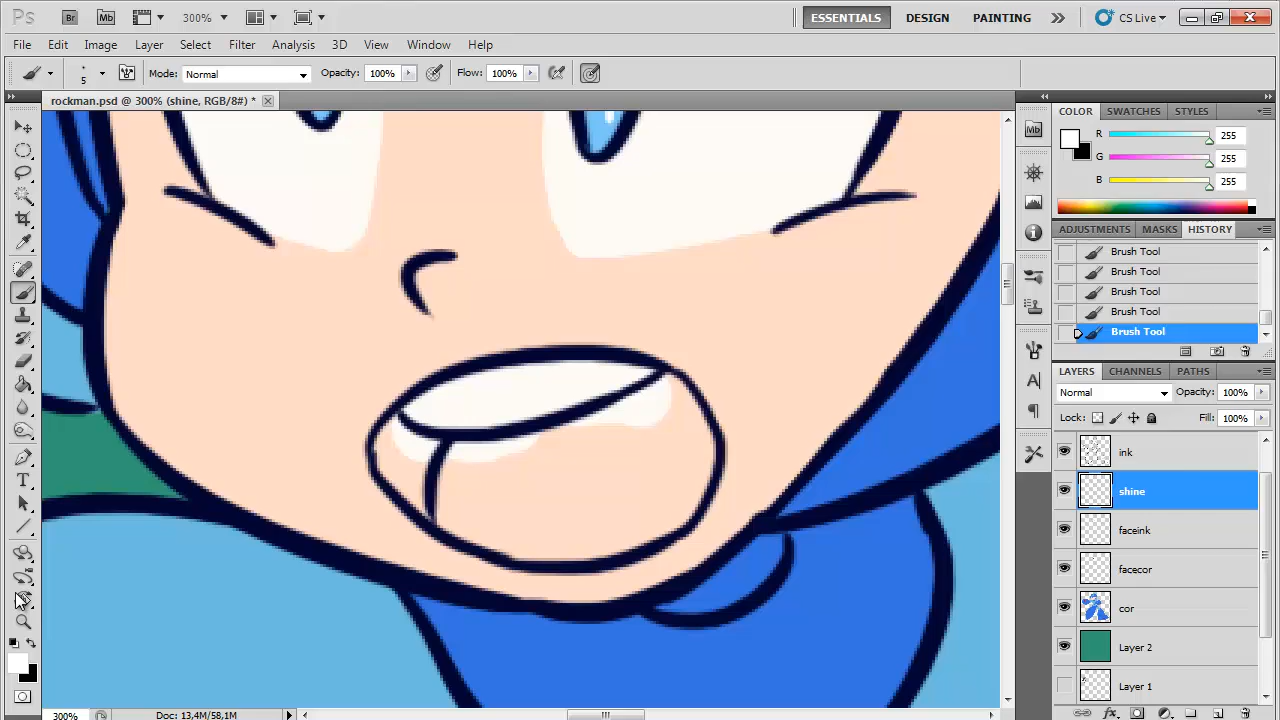 Ps Br Mb 300% ESSENTIALS DESIGN PAINTING CS Live
File Edit Image Layer Select Filter Analysis 3D View Window Help
5 Mode: Normal Opacity: 100% Flow: 100%
rockman.psd @ 300% (shine, RGB/8#) *
COLOR SWATCHES STYLES
R 255
G 255
B 255
ADJUSTMENTS MASKS HISTORY
Brush Tool
Brush Tool
Brush Tool
Brush Tool
Brush Tool
LAYERS CHANNELS PATHS
Normal Opacity: 100%
Lock: Fill: 100%
ink
shine
faceink
facecor
cor
Layer 2
Layer 1
300% Doc: 13,4M/58,1M